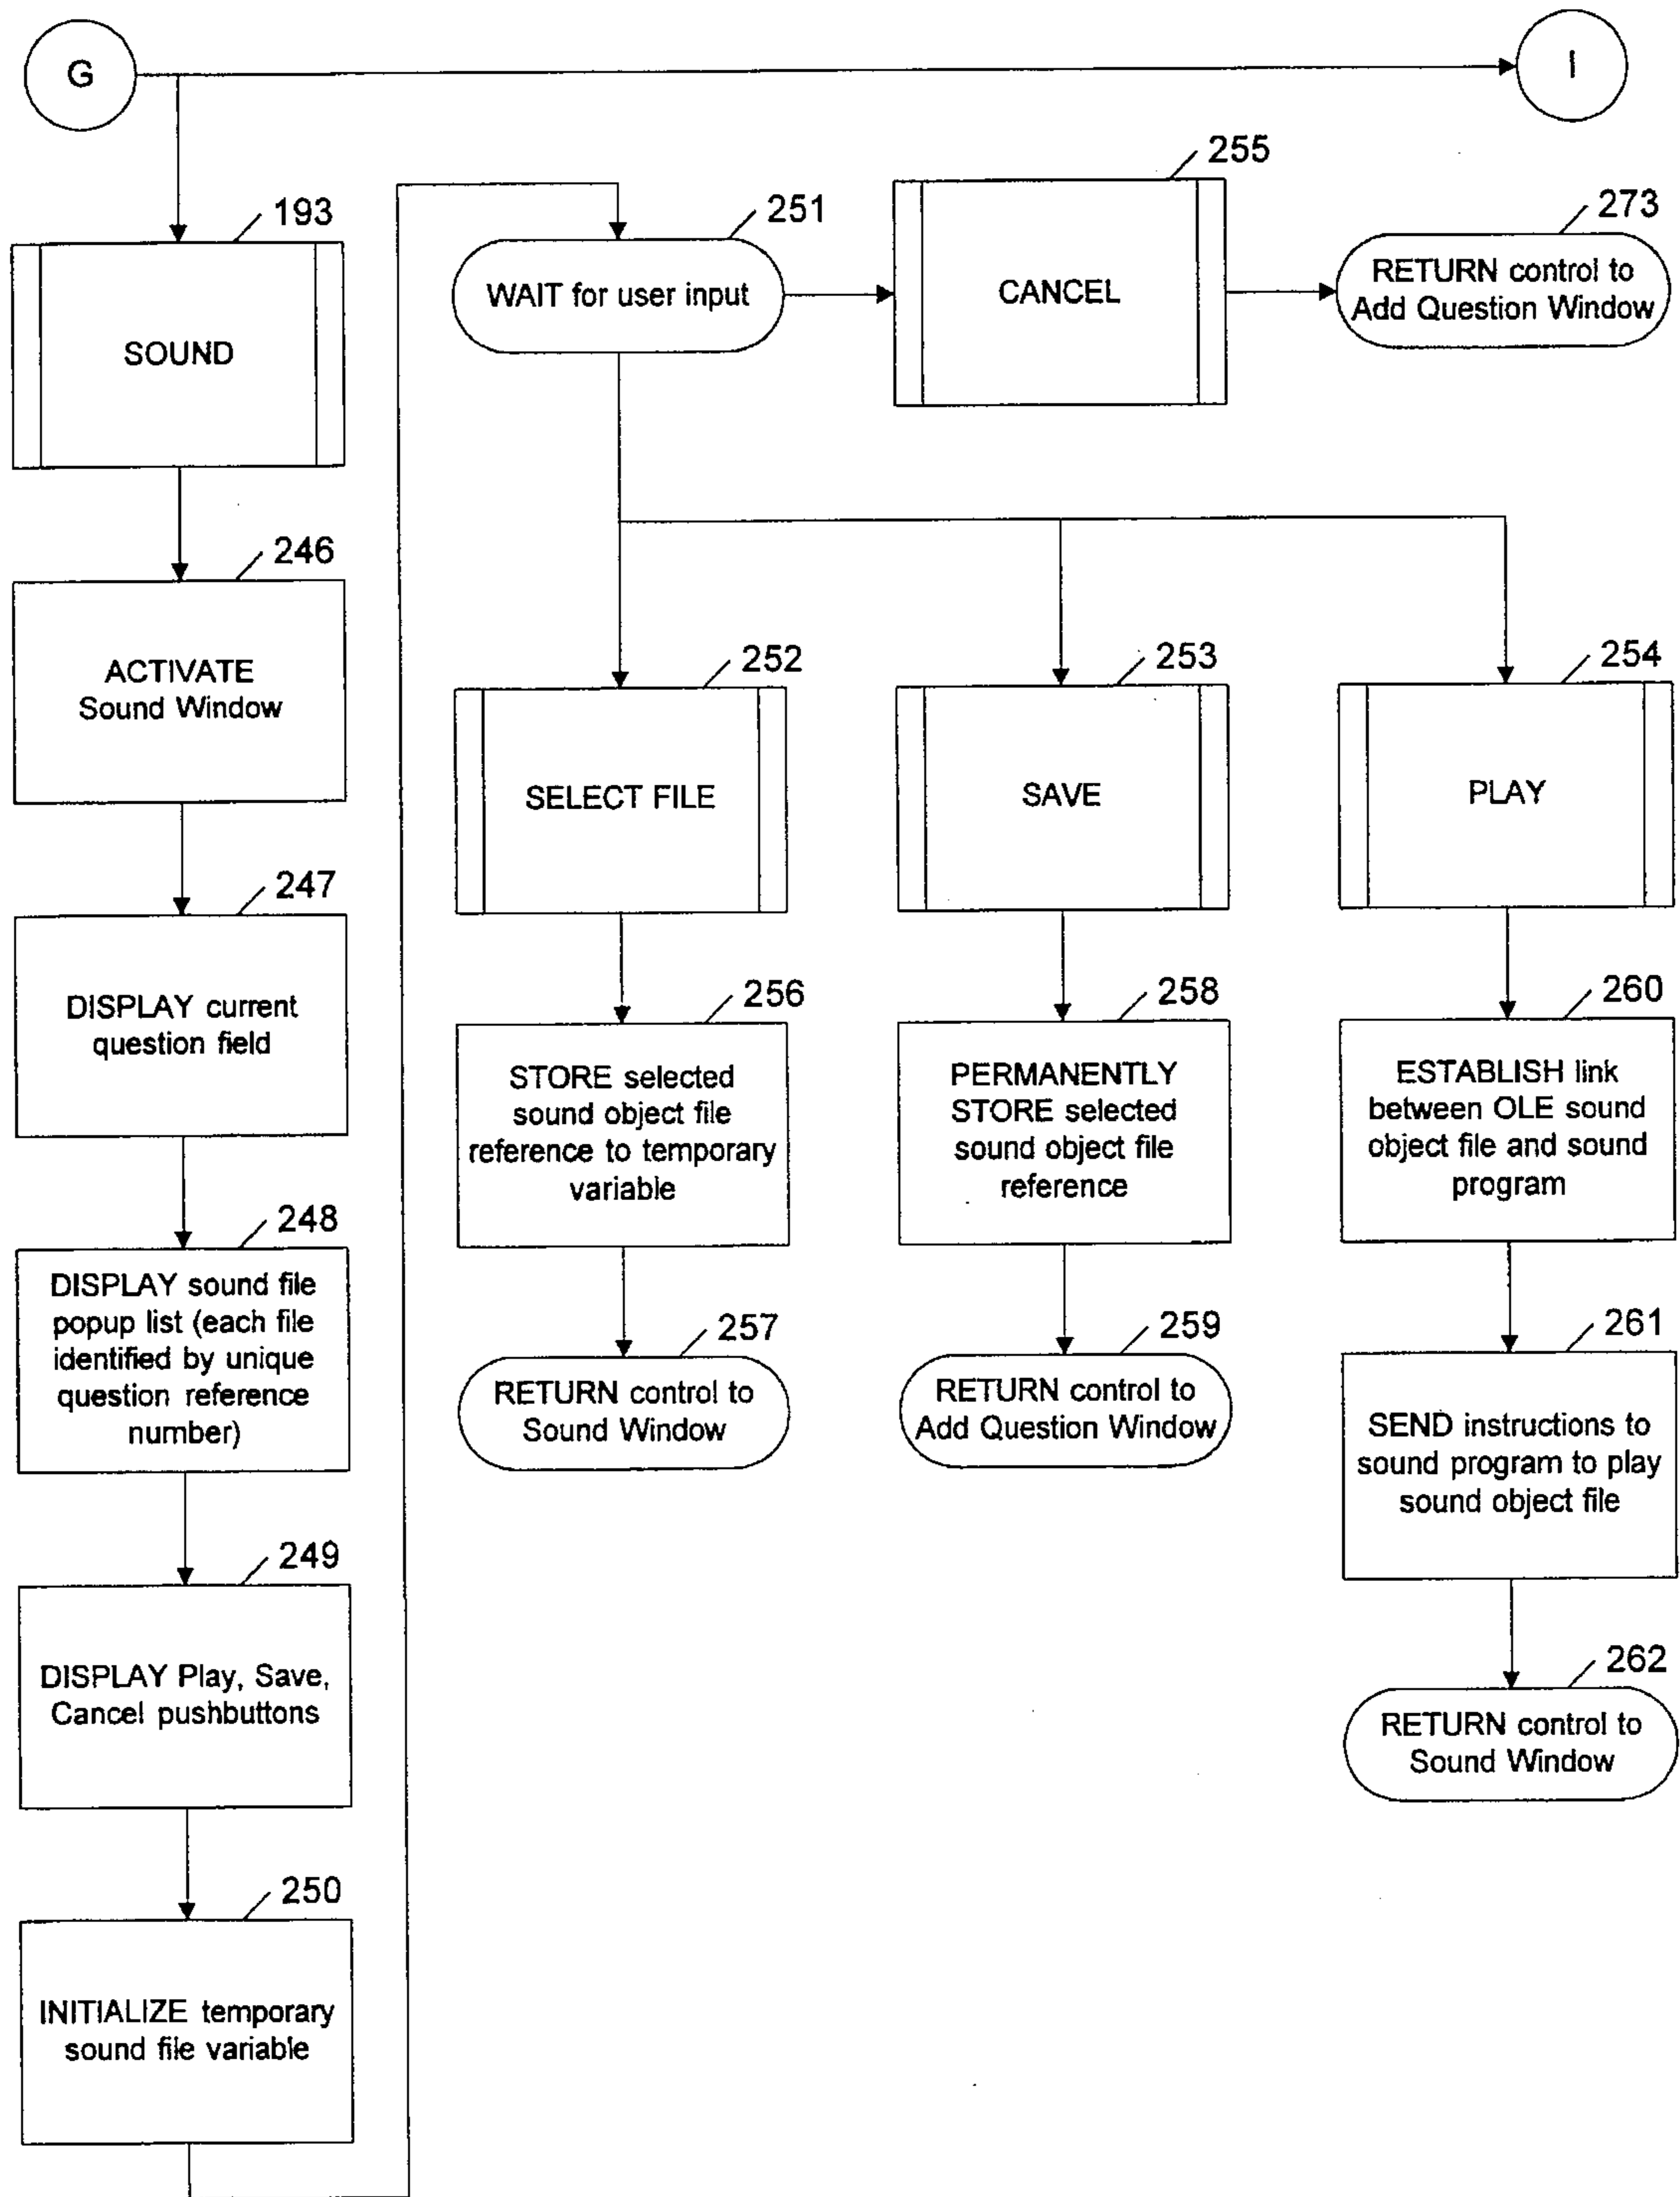 G
I
193
SOUND
246
ACTIVATE
Sound Window
247
DISPLAY current
question field
248
DISPLAY sound file
popup list (each file
identified by unique
question reference
number)
249
DISPLAY Play, Save,
Cancel pushbuttons
250
INITIALIZE temporary
sound file variable
251
WAIT for user input
255
CANCEL
273
RETURN control to
Add Question Window
252
SELECT FILE
256
STORE selected
sound object file
reference to temporary
variable
257
RETURN control to
Sound Window
253
SAVE
258
PERMANENTLY
STORE selected
sound object file
reference
259
RETURN control to
Add Question Window
254
PLAY
260
ESTABLISH link
between OLE sound
object file and sound
program
261
SEND instructions to
sound program to play
sound object file
262
RETURN control to
Sound Window